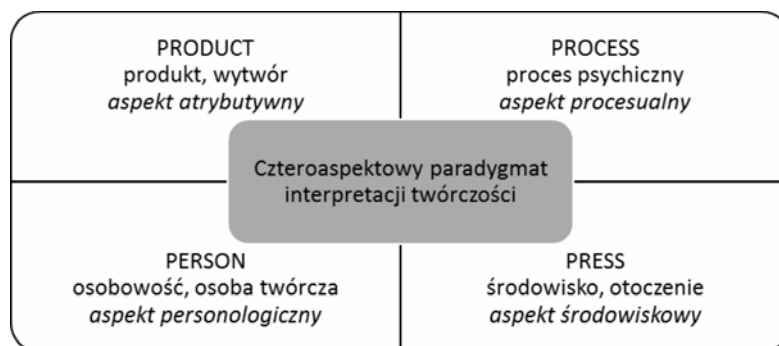 PRODUCT
produkt, wytwór
aspekt atrybutywny
PROCESS
proces psychiczny
aspekt procesualny
Czteroaspektowy paradygmat
interpretacji twórczości
PERSON
osobowość, osoba twórcza
aspekt personologiczny
PRESS
środowisko, otoczenie
aspekt środowiskowy